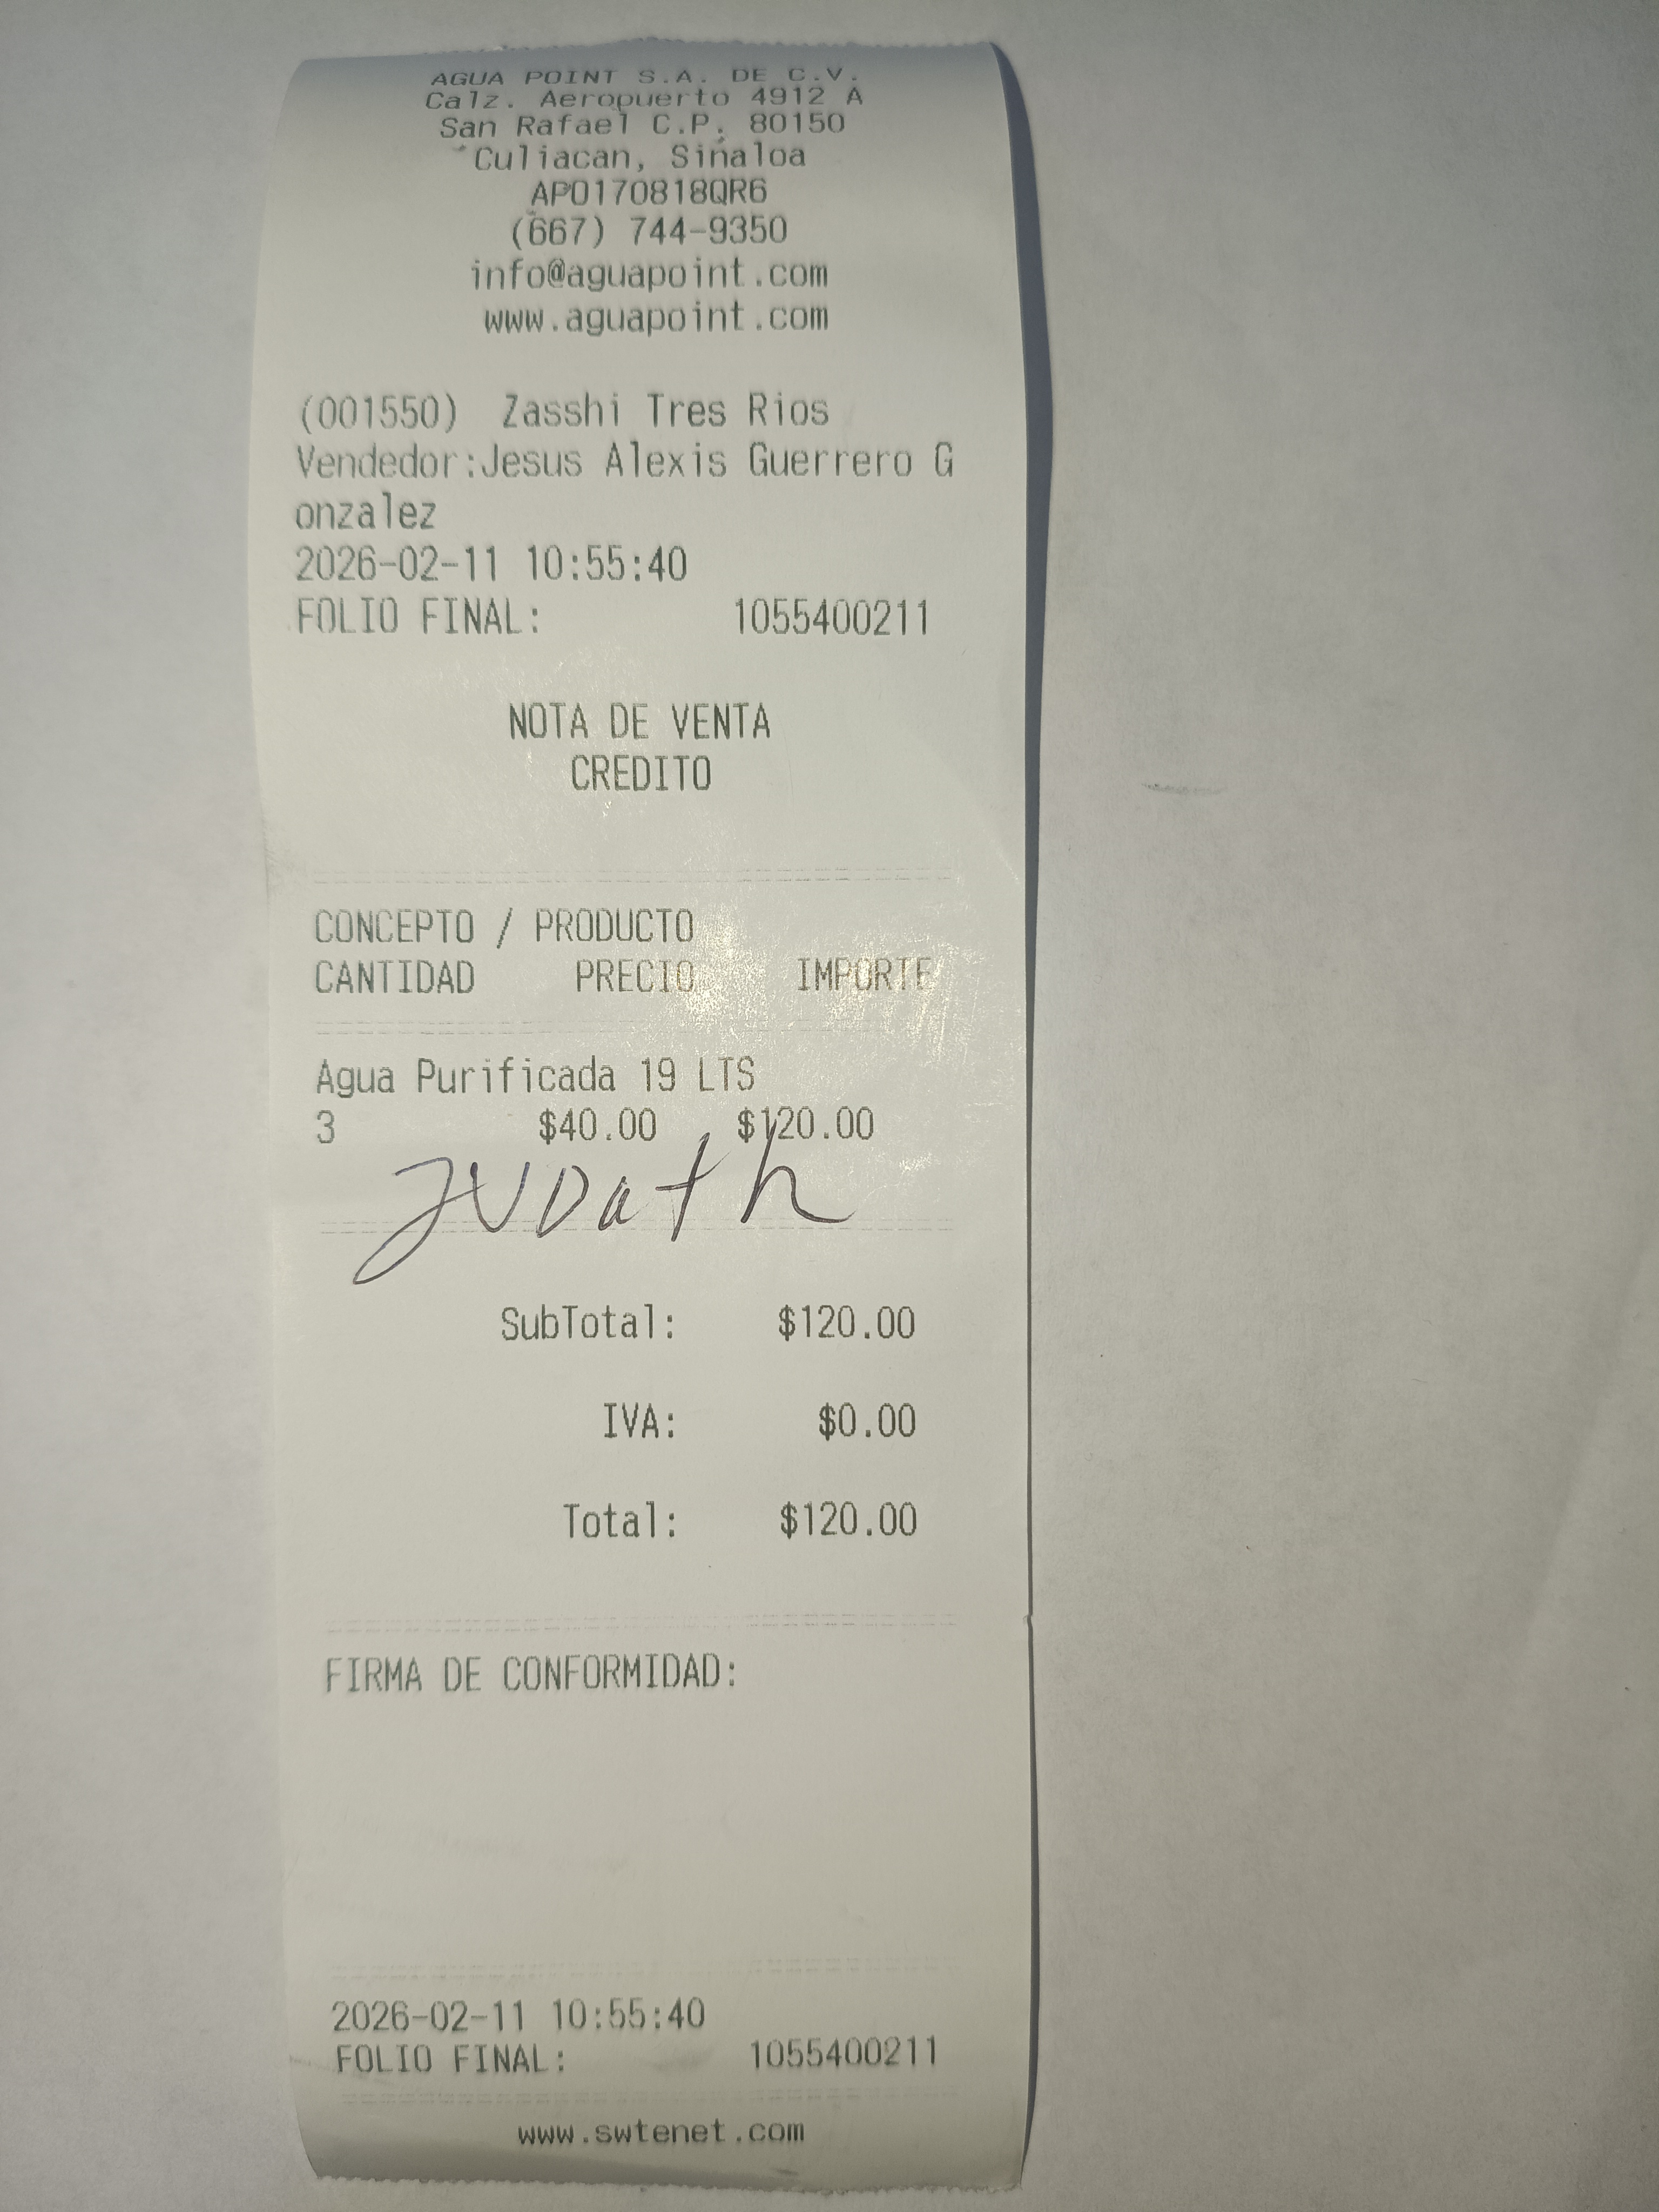 AGUA POINT S.A. DE C.V.
Calz. Aeropuerto 4912 A
San Rafael C.P. 80150
Culiacan, Sinaloa
APO170818QR6
(667) 744-9350
info@aguapoint.com
www.aguapoint.com
(001550) Zasshi Tres Rios
Vendedor:Jesus Alexis Guerrero G
onzalez
2026-02-11 10:55:40
FOLIO FINAL: 1055400211
NOTA DE VENTA
CREDITO
CONCEPTO / PRODUCTO
CANTIDAD PRECIO IMPORTE
Agua Purificada 19 LTS
3 $40.00 $120.00
SubTotal: $120.00
IVA: $0.00
Total: $120.00
FIRMA DE CONFORMIDAD:
2026-02-11 10:55:40
FOLIO FINAL: 1055400211
www.swtenet.com